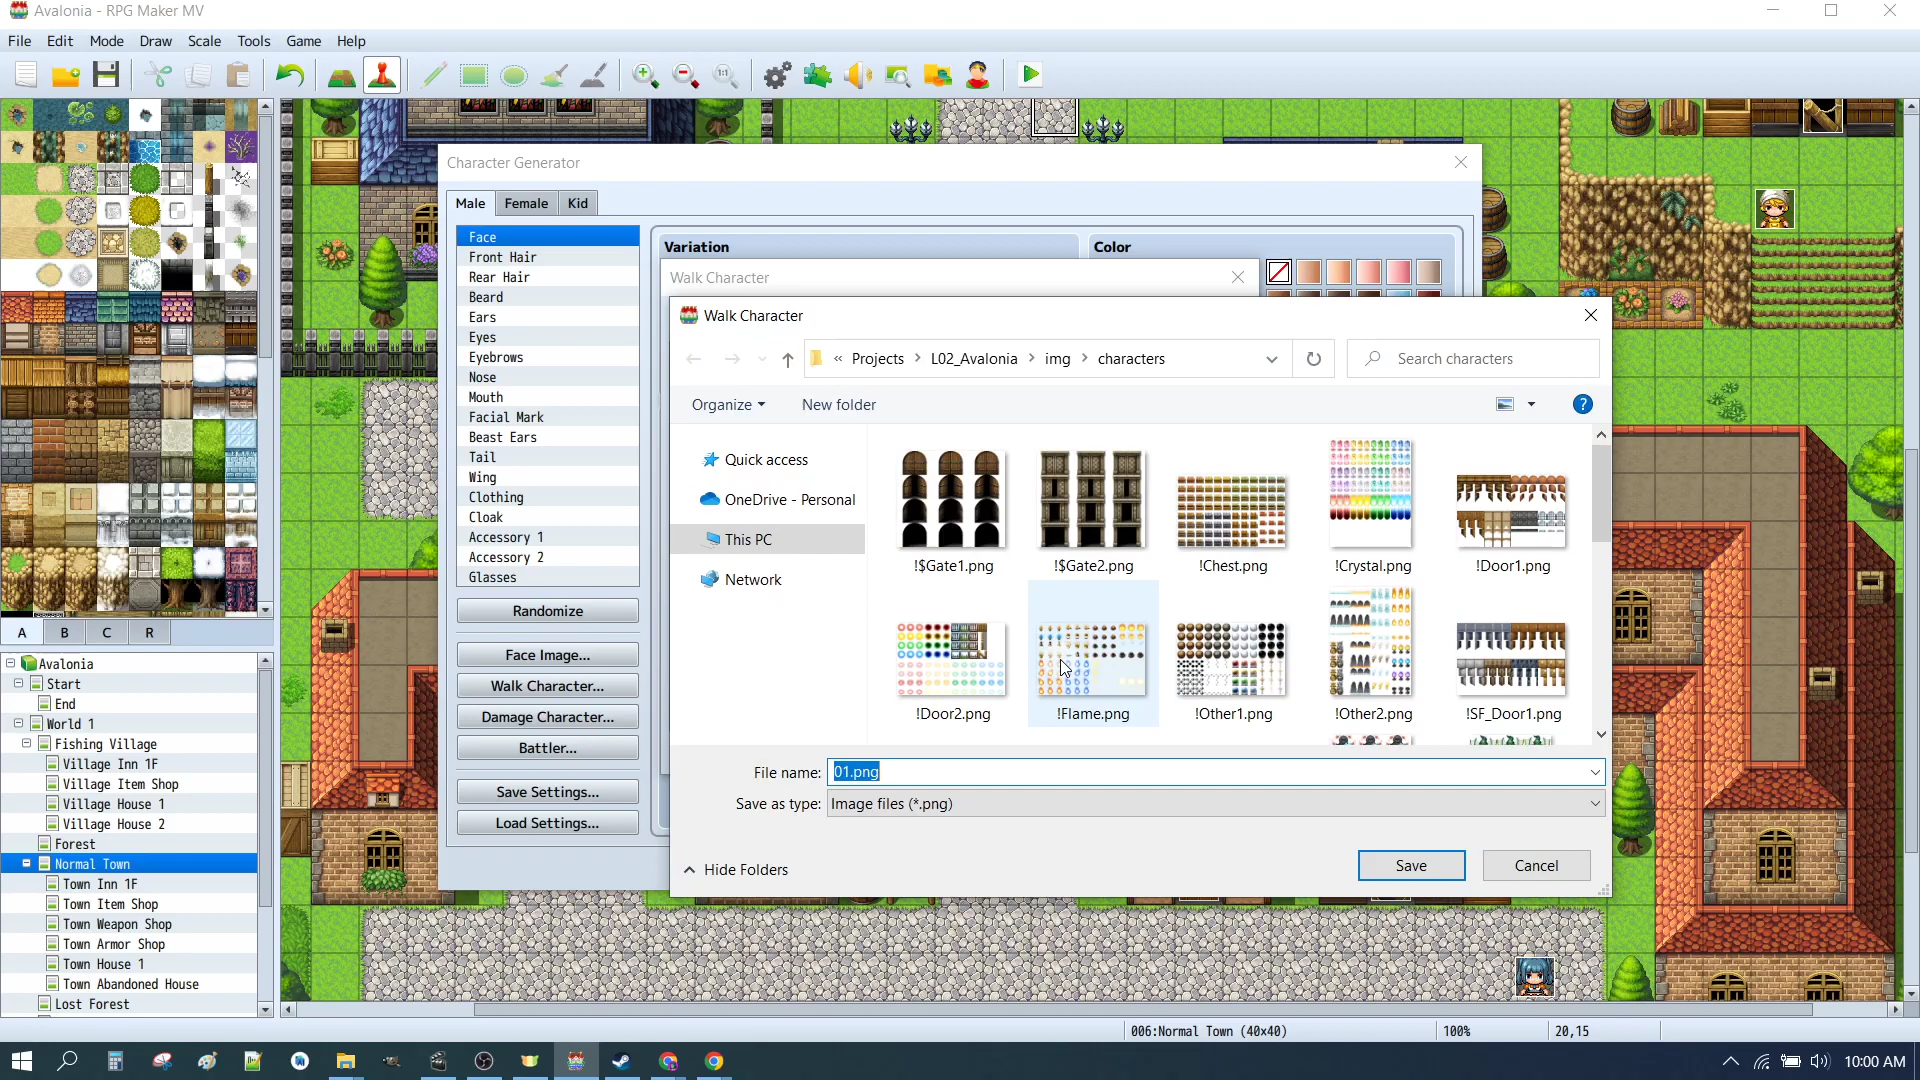 Avalonia - RPG Maker MV
File Edit Mode Draw Scale Tools Game Help
1:1
Character Generator
Male Female Kid
Face
Front Hair
Rear Hair
Beard
Ears
Eyes
Eyebrows
Nose
Mouth
Facial Mark
Beast Ears
Tail
Wing
Clothing
Cloak
Accessory 1
Accessory 2
Glasses
Randomize
Face Image...
Walk Character...
Damage Character...
Battler...
Save Settings...
Load Settings...
Variation
Color
Walk Character
Walk Character
« Projects > L02_Avalonia > img > characters
Search characters
Organize
New folder
?
Quick access
OneDrive - Personal
This PC
Network
!$Gate1.png
!$Gate2.png
!Chest.png
!Crystal.png
!Door1.png
!Door2.png
!Flame.png
!Other1.png
!Other2.png
!SF_Door1.png
File name: 01.png
Save as type: Image files (*.png)
Hide Folders
Save
Cancel
A B C R
Avalonia
Start
End
World 1
Fishing Village
Village Inn 1F
Village Item Shop
Village House 1
Village House 2
Forest
Normal Town
Town Inn 1F
Town Item Shop
Town Weapon Shop
Town Armor Shop
Town House 1
Town Abandoned House
Lost Forest
006:Normal Town (40x40)
100%
20,15
10:00 AM